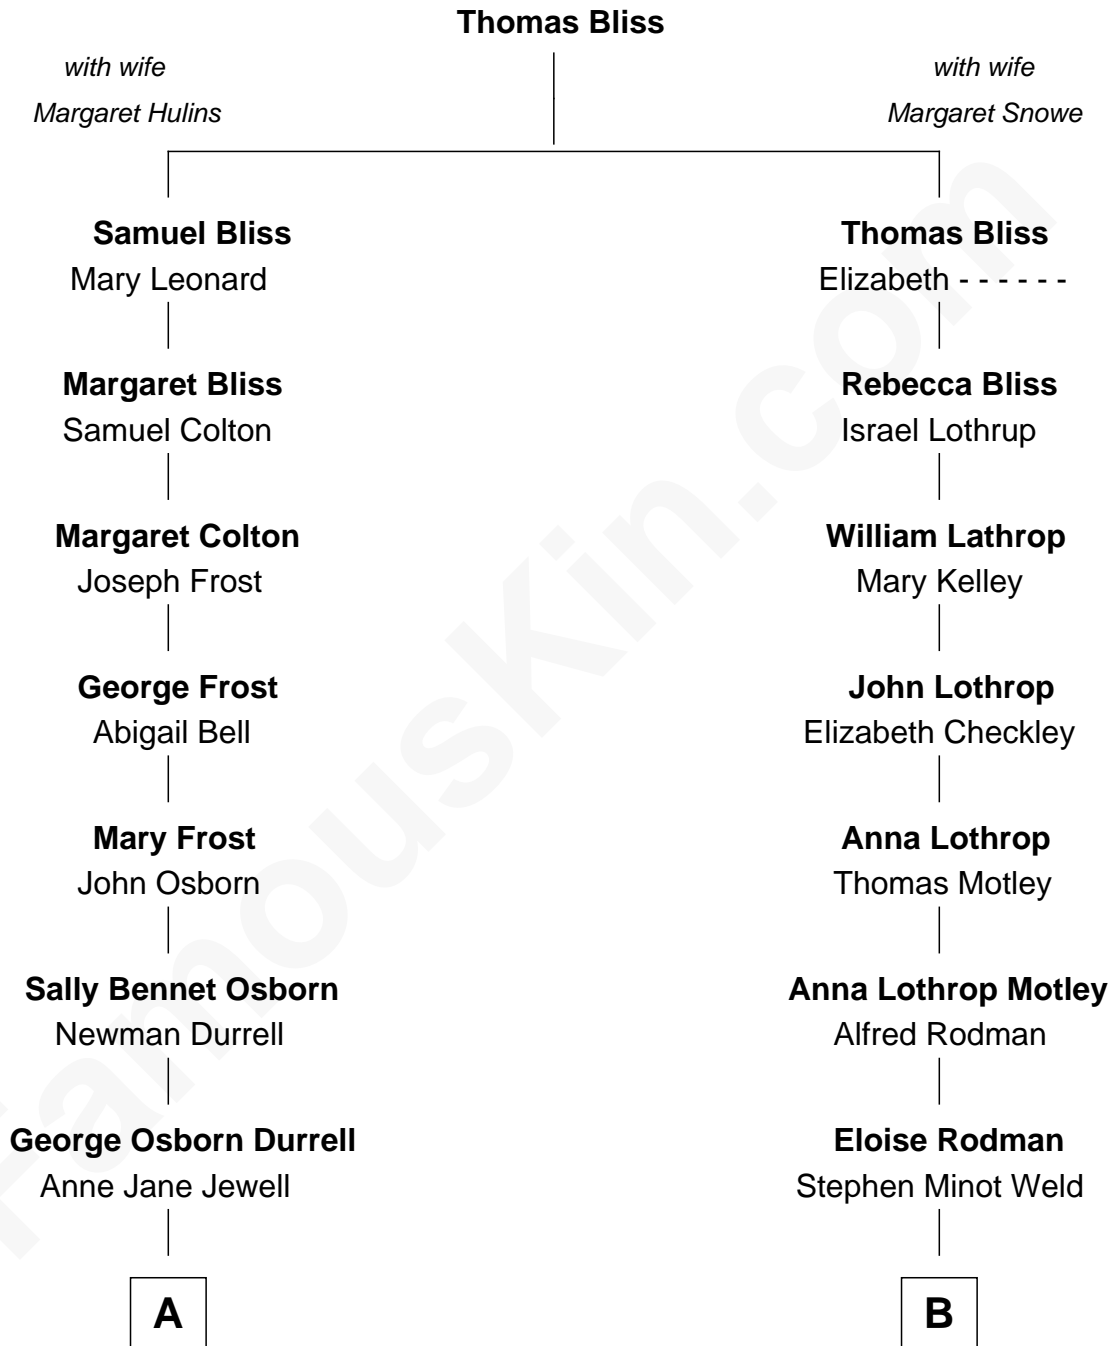 Thomas Bliss
with wife
Margaret Hulins
with wife
Margaret Snowe
Samuel Bliss
Mary Leonard
Thomas Bliss
Elizabeth - - - - - -
Margaret Bliss
Samuel Colton
Rebecca Bliss
Israel Lothrup
Margaret Colton
Joseph Frost
William Lathrop
Mary Kelley
George Frost
Abigail Bell
John Lothrop
Elizabeth Checkley
Mary Frost
John Osborn
Anna Lothrop
Thomas Motley
Sally Bennet Osborn
Newman Durrell
Anna Lothrop Motley
Alfred Rodman
George Osborn Durrell
Anne Jane Jewell
Eloise Rodman
Stephen Minot Weld
A
B
FamousKin.com